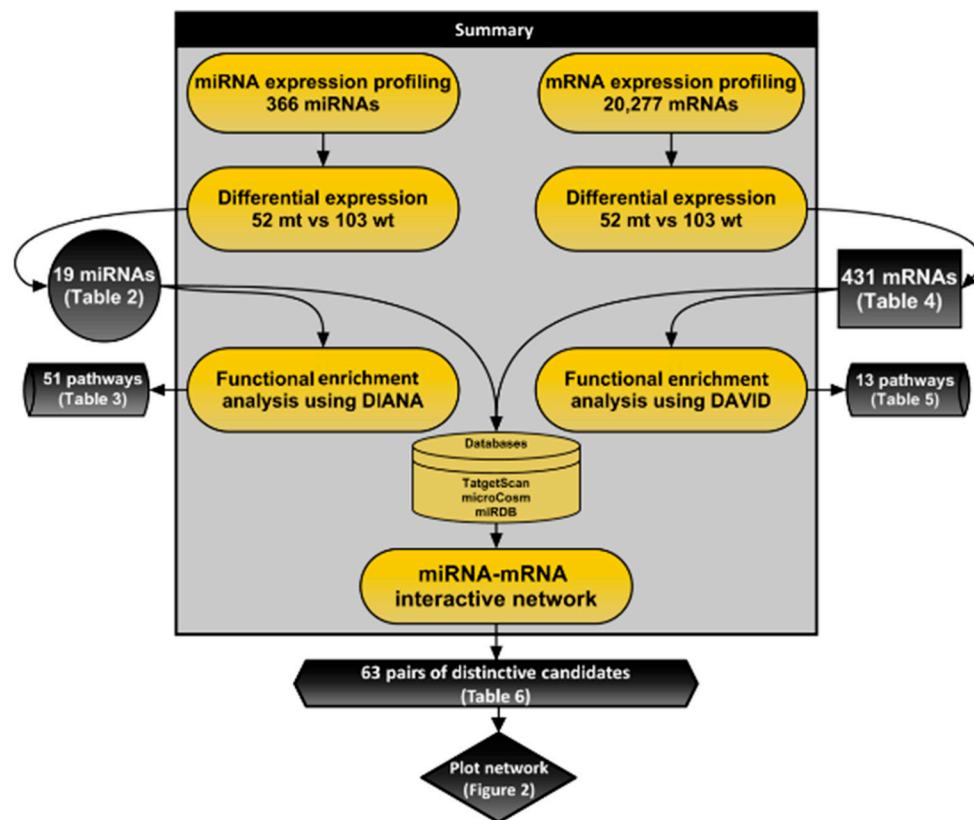 Summary
miRNA expression profiling
366 miRNAs
mRNA expression profiling
20,277 mRNAs
Differential expression
52 mt vs 103 wt
Differential expression
52 mt vs 103 wt
19 miRNAs
(Table 2)
431 mRNAs
(Table 4)
51 pathways
(Table 3)
Functional enrichment
analysis using DIANA
Functional enrichment
analysis using DAVID
13 pathways
(Table 5)
Databases
TatgetScan
microCosm
miRDB
miRNA-mRNA
interactive network
63 pairs of distinctive candidates
(Table 6)
Plot network
(Figure 2)